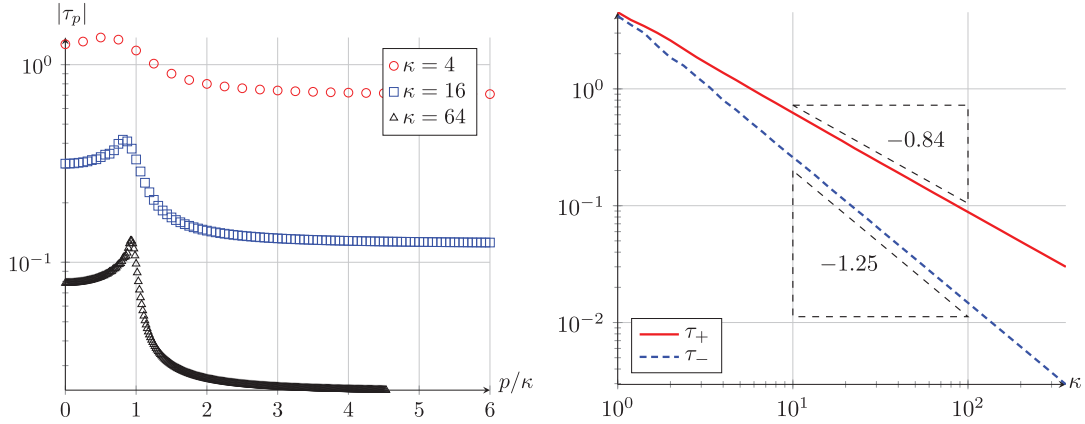 |τ_p|
10^0
10^{-1}
κ = 4
κ = 16
κ = 64
p/κ
0 1 2 3 4 5 6
10^0
10^{-1}
10^{-2}
−0.84
−1.25
τ_+
τ_−
κ
10^0 10^1 10^2